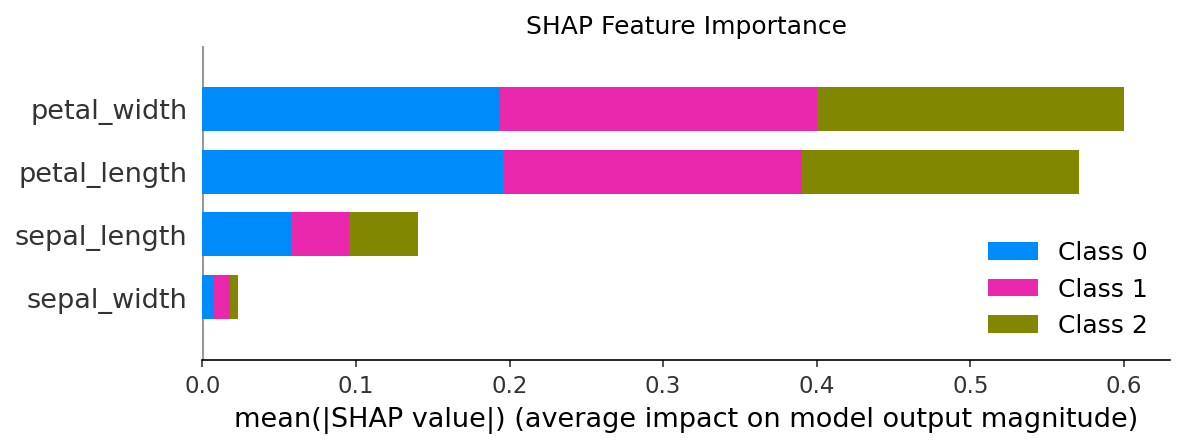 SHAP Feature Importance
petal_width
petal_length
sepal_length
sepal_width
Class 0
Class 1
Class 2
0.0 0.1 0.2 0.3 0.4 0.5 0.6
mean(|SHAP value|) (average impact on model output magnitude)